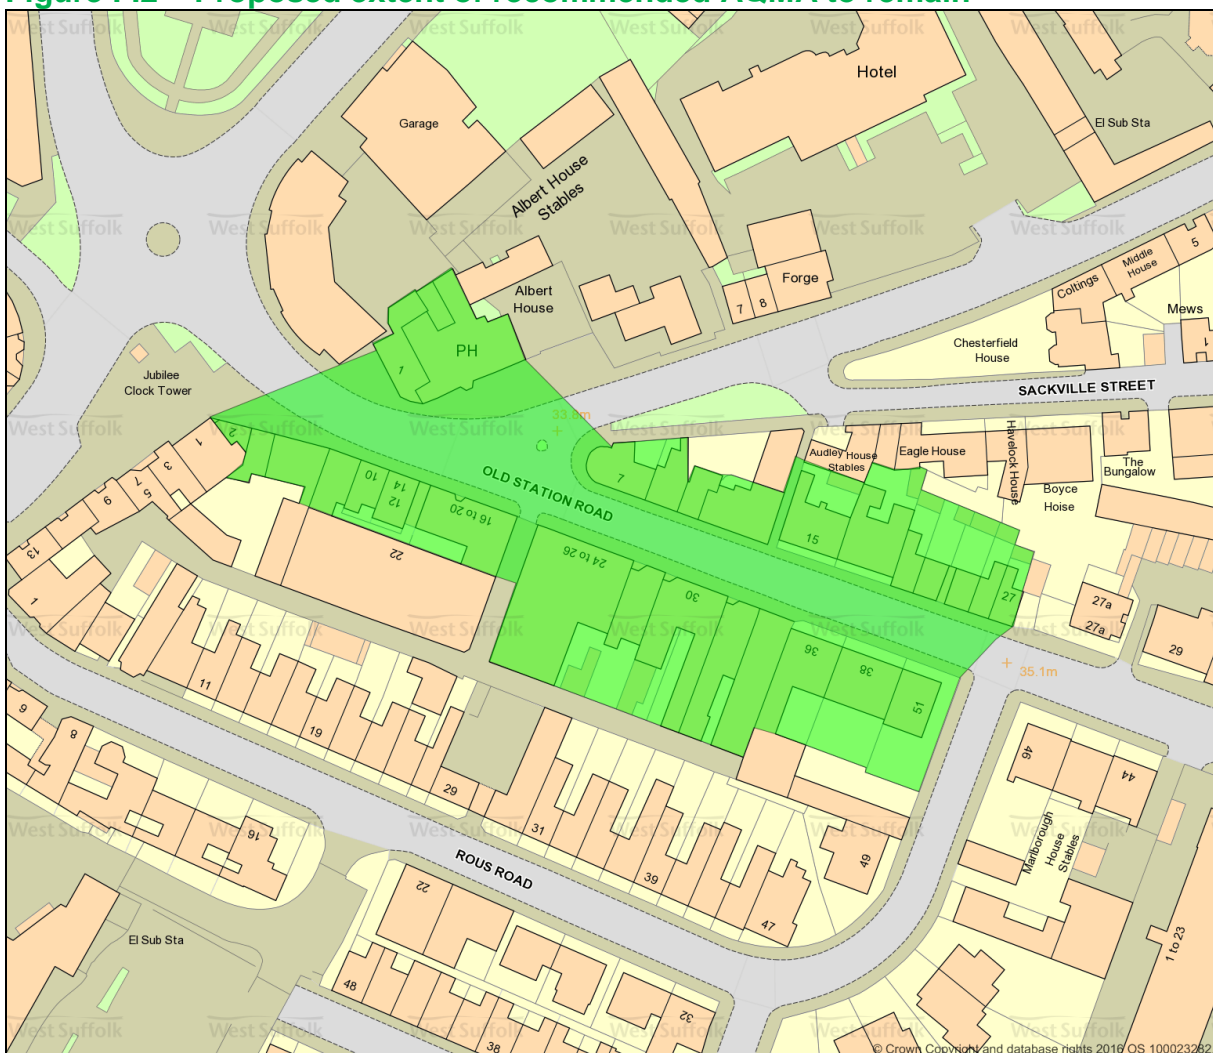 Hotel
Garage
El Sub Sta
Albert House
Stables
5
Middle
House
Coltings
Forge
7
8
Albert
House
Mews
1
PH
1
Chesterfield
House
Jubilee
Clock Tower
SACKVILLE STREET
33.8m
2
1
3
7
5
9
13
1
10
14
12
16 to 20
OLD STATION ROAD
7
Audley House
Stables
Eagle House
Havelock House
The
Bungalow
Boyce
Hoise
15
22
24 to 26
30
27
27a
27a
29
36
38
51
35.1m
11
19
29
31
39
47
49
9
8
16
46
44
Marlborough
House
Stables
ROUS ROAD
22
El Sub Sta
48
38
32
1 to 23
West Suffolk
© Crown Copyright and database rights 2016 OS 100023282